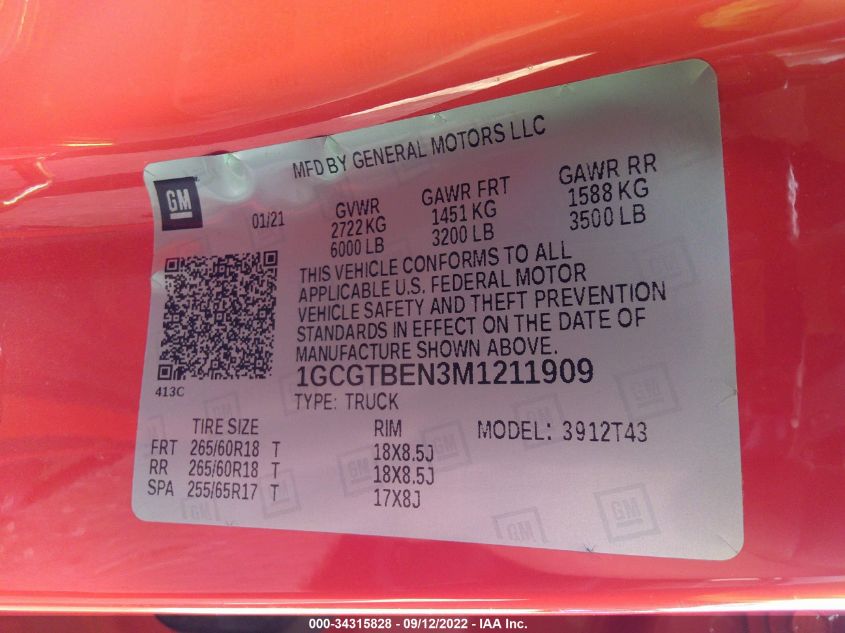 MFD BY GENERAL MOTORS LLC
GM
01/21
GVWR
2722 KG
6000 LB
GAWR FRT
1451 KG
3200 LB
GAWR RR
1588 KG
3500 LB
THIS VEHICLE CONFORMS TO ALL
APPLICABLE U.S. FEDERAL MOTOR
VEHICLE SAFETY AND THEFT PREVENTION
STANDARDS IN EFFECT ON THE DATE OF
MANUFACTURE SHOWN ABOVE.
413C
1GCGTBEN3M1211909
TYPE: TRUCK
TIRE SIZE
RIM
MODEL: 3912T43
FRT 265/60R18 T 18X8.5J
RR 265/60R18 T 18X8.5J
SPA 255/65R17 T 17X8J
GM
GM
GM
GM
000-34315828 - 09/12/2022 - IAA Inc.